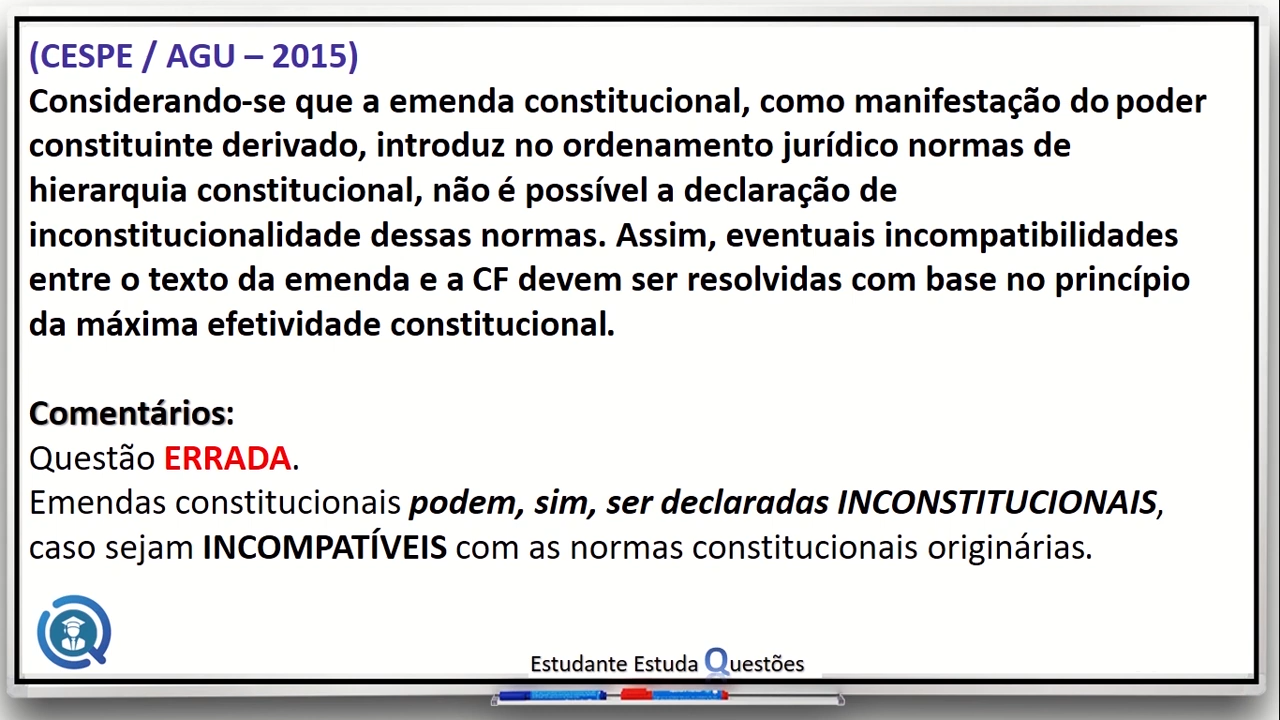 (CESPE / AGU – 2015)
Considerando-se que a emenda constitucional, como manifestação do poder
constituinte derivado, introduz no ordenamento jurídico normas de
hierarquia constitucional, não é possível a declaração de
inconstitucionalidade dessas normas. Assim, eventuais incompatibilidades
entre o texto da emenda e a CF devem ser resolvidas com base no princípio
da máxima efetividade constitucional.
Comentários:
Questão ERRADA.
Emendas constitucionais podem, sim, ser declaradas INCONSTITUCIONAIS,
caso sejam INCOMPATÍVEIS com as normas constitucionais originárias.
Estudante Estuda Questões